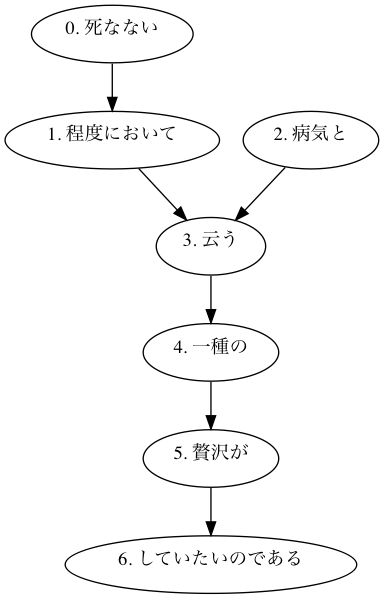 0. 死なない
1. 程度において
2. 病気と
3. 云う
4. 一種の
5. 贅沢が
6. していたいのである